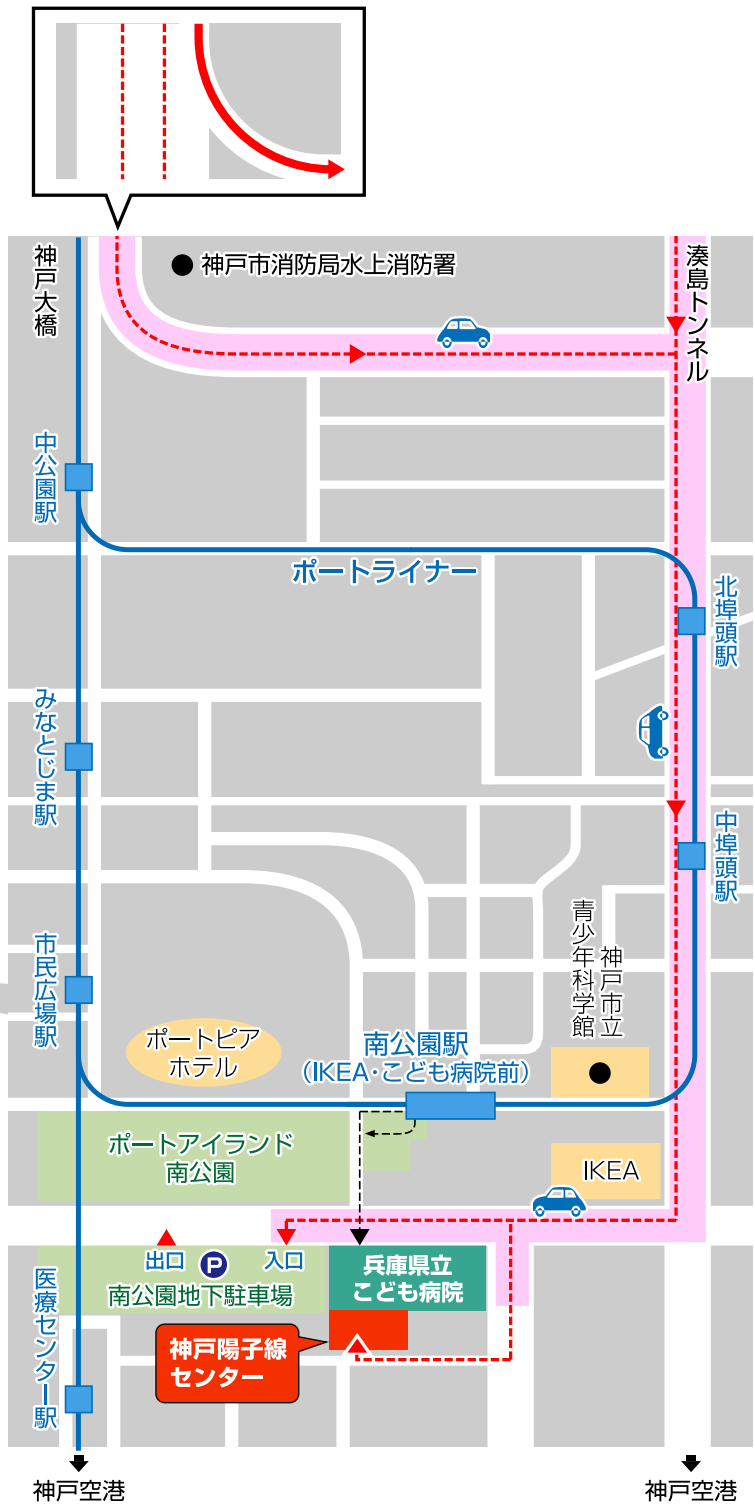 神戸大橋
神戸市消防局水上消防署
湊島トンネル
中公園駅
ポートライナー
北埠頭駅
みなとじま駅
中埠頭駅
市民広場駅
神戸市立
青少年科学館
ポートピア
ホテル
南公園駅
(IKEA・こども病院前)
ポートアイランド
南公園
IKEA
出口
P
入口
南公園地下駐車場
兵庫県立
こども病院
医療センター駅
神戸陽子線
センター
神戸空港
神戸空港